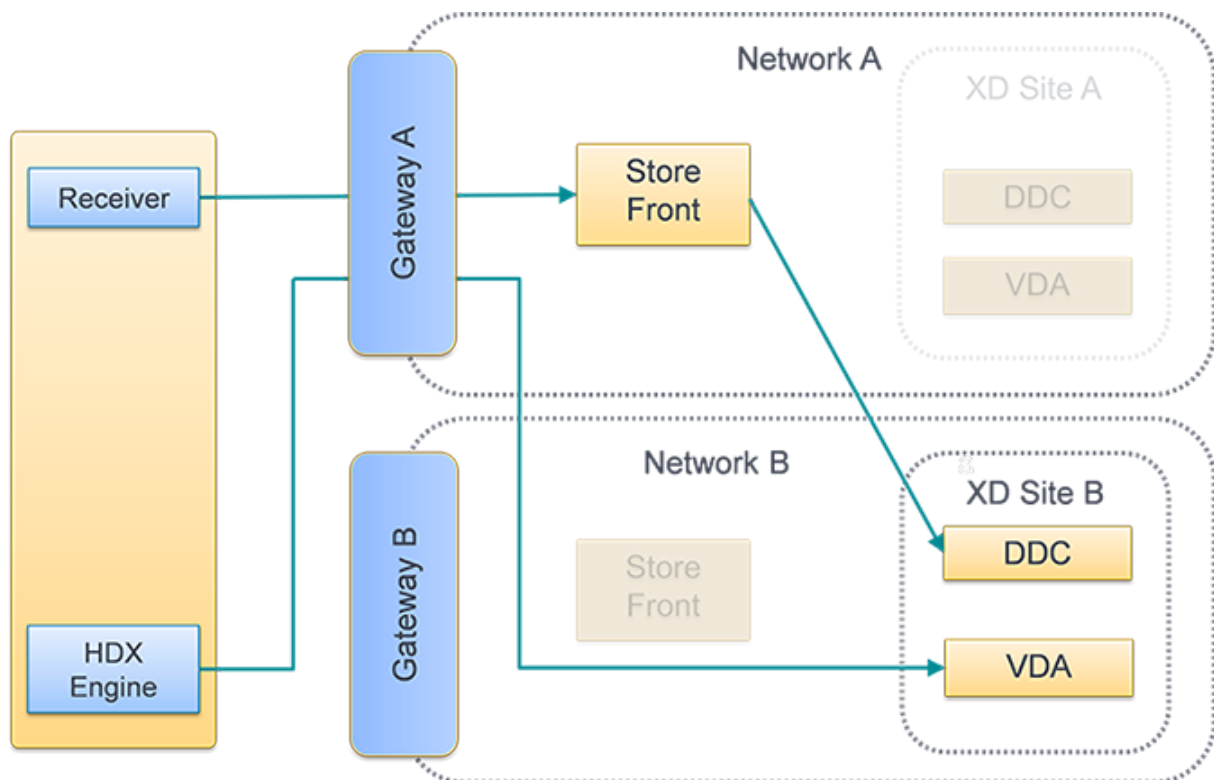 Network A
XD Site A
Gateway A
Receiver
Store
Front
DDC
VDA
Network B
XD Site B
Gateway B
Store
Front
DDC
HDX
Engine
VDA